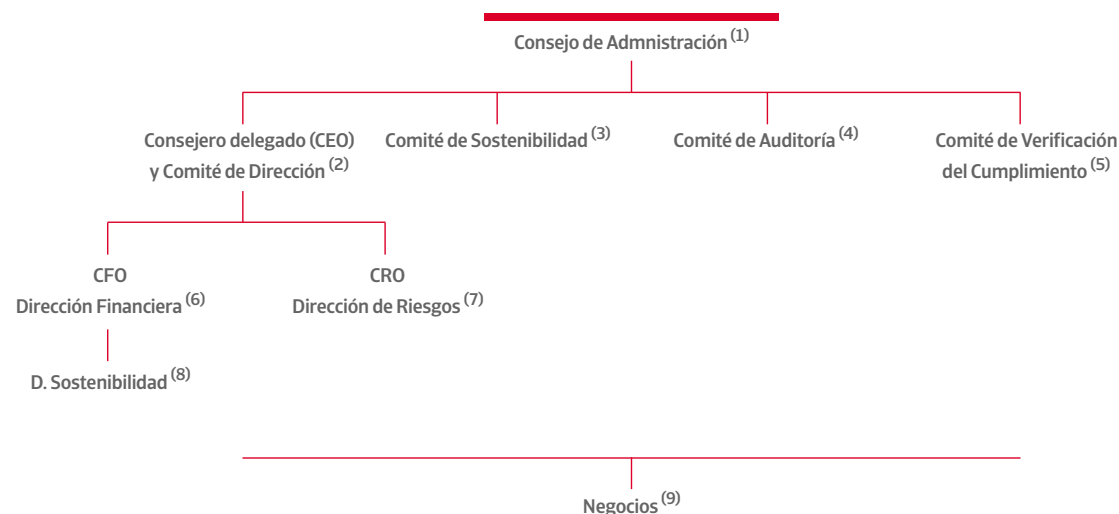 Consejo de Admnistración (1)
Consejero delegado (CEO)
y Comité de Dirección (2)
Comité de Sostenibilidad (3)
Comité de Auditoría (4)
Comité de Verificación
del Cumplimiento (5)
CFO
Dirección Financiera (6)
CRO
Dirección de Riesgos (7)
D. Sostenibilidad (8)
Negocios (9)